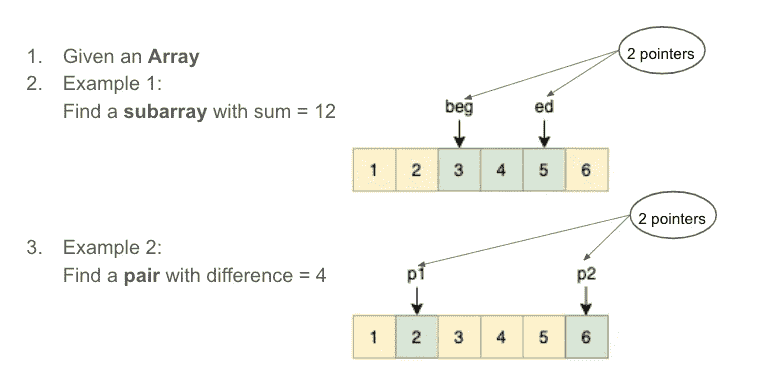 1. Given an Array
2. Example 1:
Find a subarray with sum = 12
2 pointers
beg ed
1 2 3 4 5 6
3. Example 2:
Find a pair with difference = 4
2 pointers
p1 p2
1 2 3 4 5 6